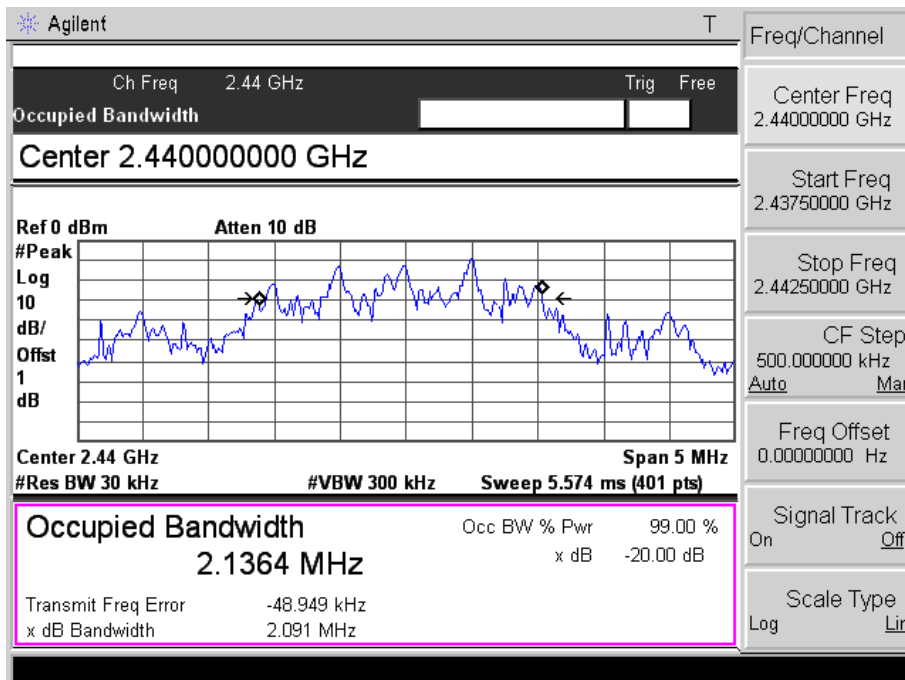 Agilent T
Freq/Channel
Ch Freq 2.44 GHz Trig Free
Occupied Bandwidth
Center 2.440000000 GHz
Ref 0 dBm Atten 10 dB
#Peak
Log
10
dB/
Offst
1
dB
Center 2.44 GHz Span 5 MHz
#Res BW 30 kHz #VBW 300 kHz Sweep 5.574 ms (401 pts)
Occupied Bandwidth
2.1364 MHz
Occ BW % Pwr 99.00 %
x dB -20.00 dB
Transmit Freq Error -48.949 kHz
x dB Bandwidth 2.091 MHz
Center Freq
2.44000000 GHz
Start Freq
2.43750000 GHz
Stop Freq
2.44250000 GHz
CF Step
500.000000 kHz
Auto Man
Freq Offset
0.00000000 Hz
Signal Track
On Off
Scale Type
Log Lin